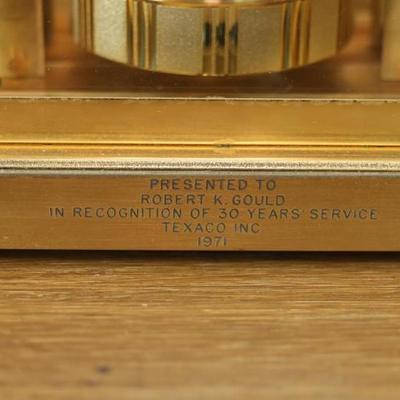 PRESENTED TO
ROBERT K. GOULD
IN RECOGNITION OF 30 YEARS' SERVICE
TEXACO INC
1971